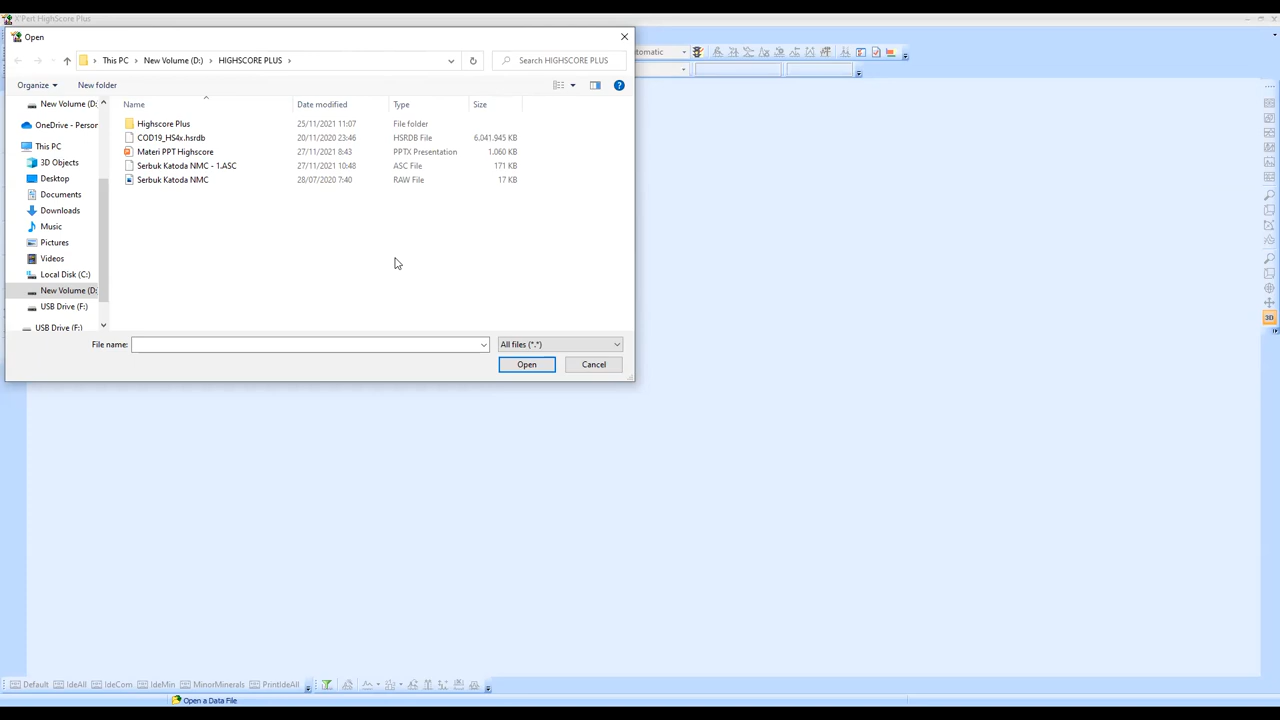 X'Pert HighScore Plus
Open
This PC › New Volume (D:) › HIGHSCORE PLUS ›
Search HIGHSCORE PLUS
Organize
New folder
Name
Date modified
Type
Size
New Volume (D:
OneDrive - Person
This PC
3D Objects
Desktop
Documents
Downloads
Music
Pictures
Videos
Local Disk (C:)
New Volume (D:
USB Drive (F:)
USB Drive (F:)
Highscore Plus 25/11/2021 11:07 File folder
COD19_HS4x.hsrdb 20/11/2020 23:46 HSRDB File 6.041.945 KB
Materi PPT Highscore 27/11/2021 8:43 PPTX Presentation 1.060 KB
Serbuk Katoda NMC - 1.ASC 27/11/2021 10:48 ASC File 171 KB
Serbuk Katoda NMC 28/07/2020 7:40 RAW File 17 KB
File name:
All files (*.*)
Open
Cancel
tomatic
3D
Default IdeAll IdeCom IdeMin MinorMinerals PrintIdeAll
Open a Data File